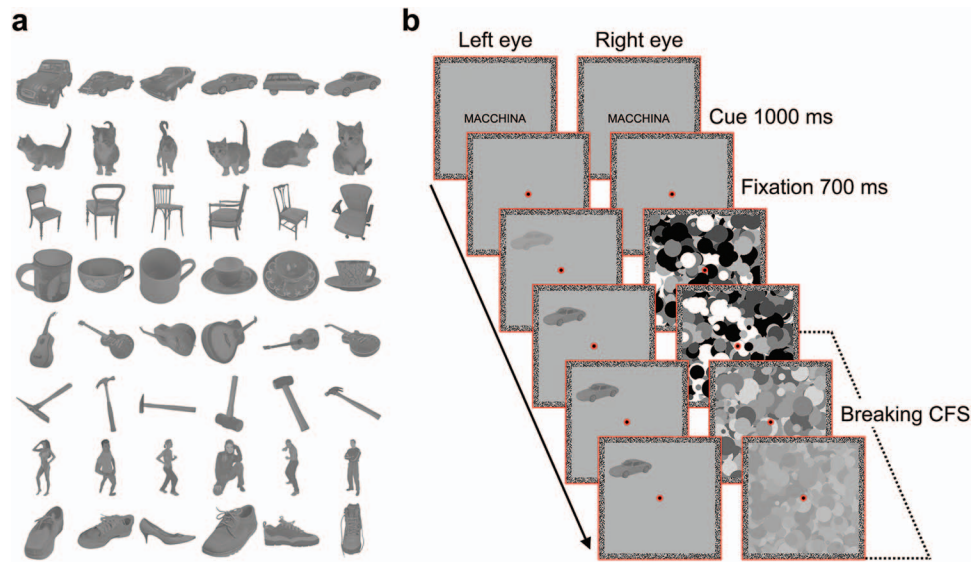 a
b
Left eye Right eye
MACCHINA MACCHINA
Cue 1000 ms
Fixation 700 ms
Breaking CFS